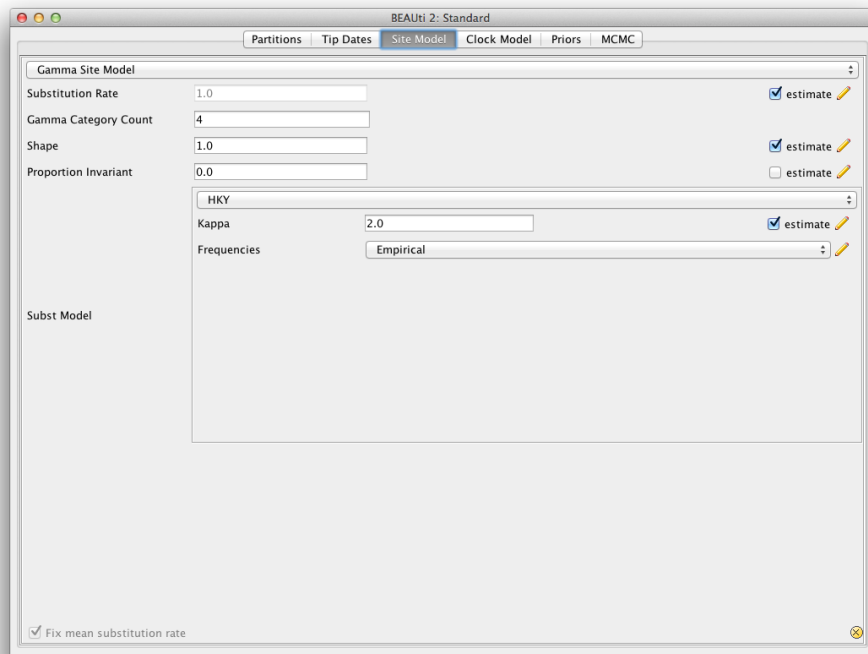 BEAUti 2: Standard
Partitions Tip Dates Site Model Clock Model Priors MCMC
Gamma Site Model
Substitution Rate 1.0 estimate
Gamma Category Count 4
Shape 1.0 estimate
Proportion Invariant 0.0 estimate
HKY
Kappa 2.0 estimate
Frequencies Empirical
Subst Model
Fix mean substitution rate